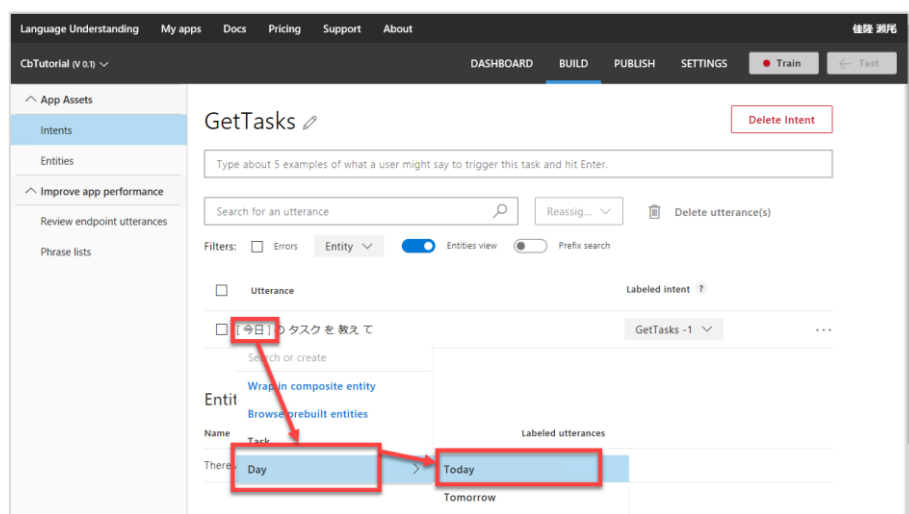 Language Understanding My apps Docs Pricing Support About 佳隆 瀬尾
CbTutorial (V 0.1) DASHBOARD BUILD PUBLISH SETTINGS Train Test
App Assets
Intents
Entities
Improve app performance
Review endpoint utterances
Phrase lists
GetTasks Delete Intent
Type about 5 examples of what a user might say to trigger this task and hit Enter.
Search for an utterance Reassig... Delete utterance(s)
Filters: Errors Entity Entities view Prefix search
Utterance Labeled intent ?
[ 今日 ] の タスク を 教え て GetTasks -1 ...
Search or create
Wrap in composite entity
Entit
Browse prebuilt entities
Name Task Labeled utterances
There Day Today
Tomorrow